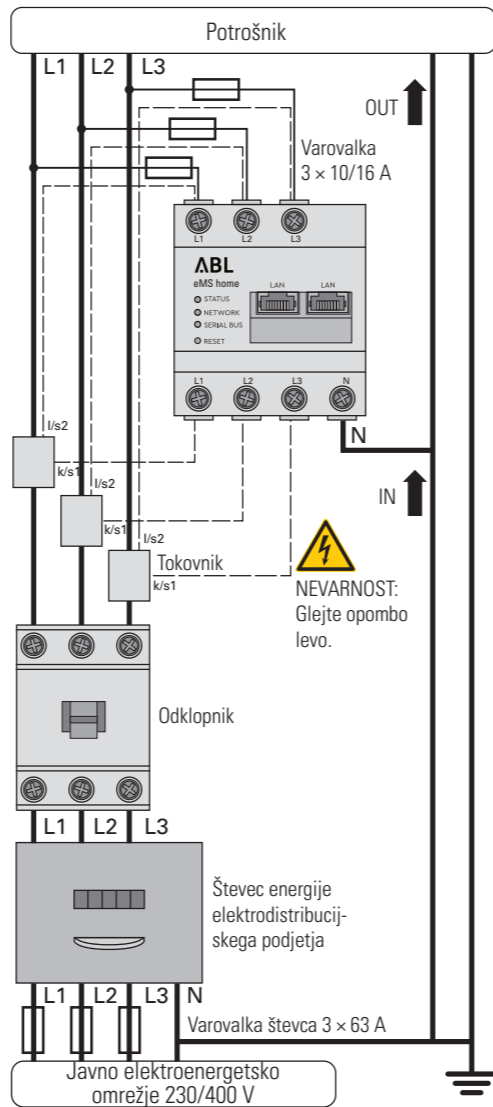 Potrošnik
L1 L2 L3
OUT
Varovalka
3 × 10/16 A
L1 L2 L3
ABL
eMS home
LAN LAN
STATUS
NETWORK
SERIAL BUS
RESET
L1 L2 L3 N
N
l/s2
k/s1
l/s2
k/s1
l/s2
k/s1
IN
Tokovnik
NEVARNOST:
Glejte opombo
levo.
Odklopnik
L1 L2 L3
Števec energije
elektrodistribucij-
skega podjetja
L1 L2 L3 N
Varovalka števca 3 × 63 A
Javno elektroenergetsko
omrežje 230/400 V